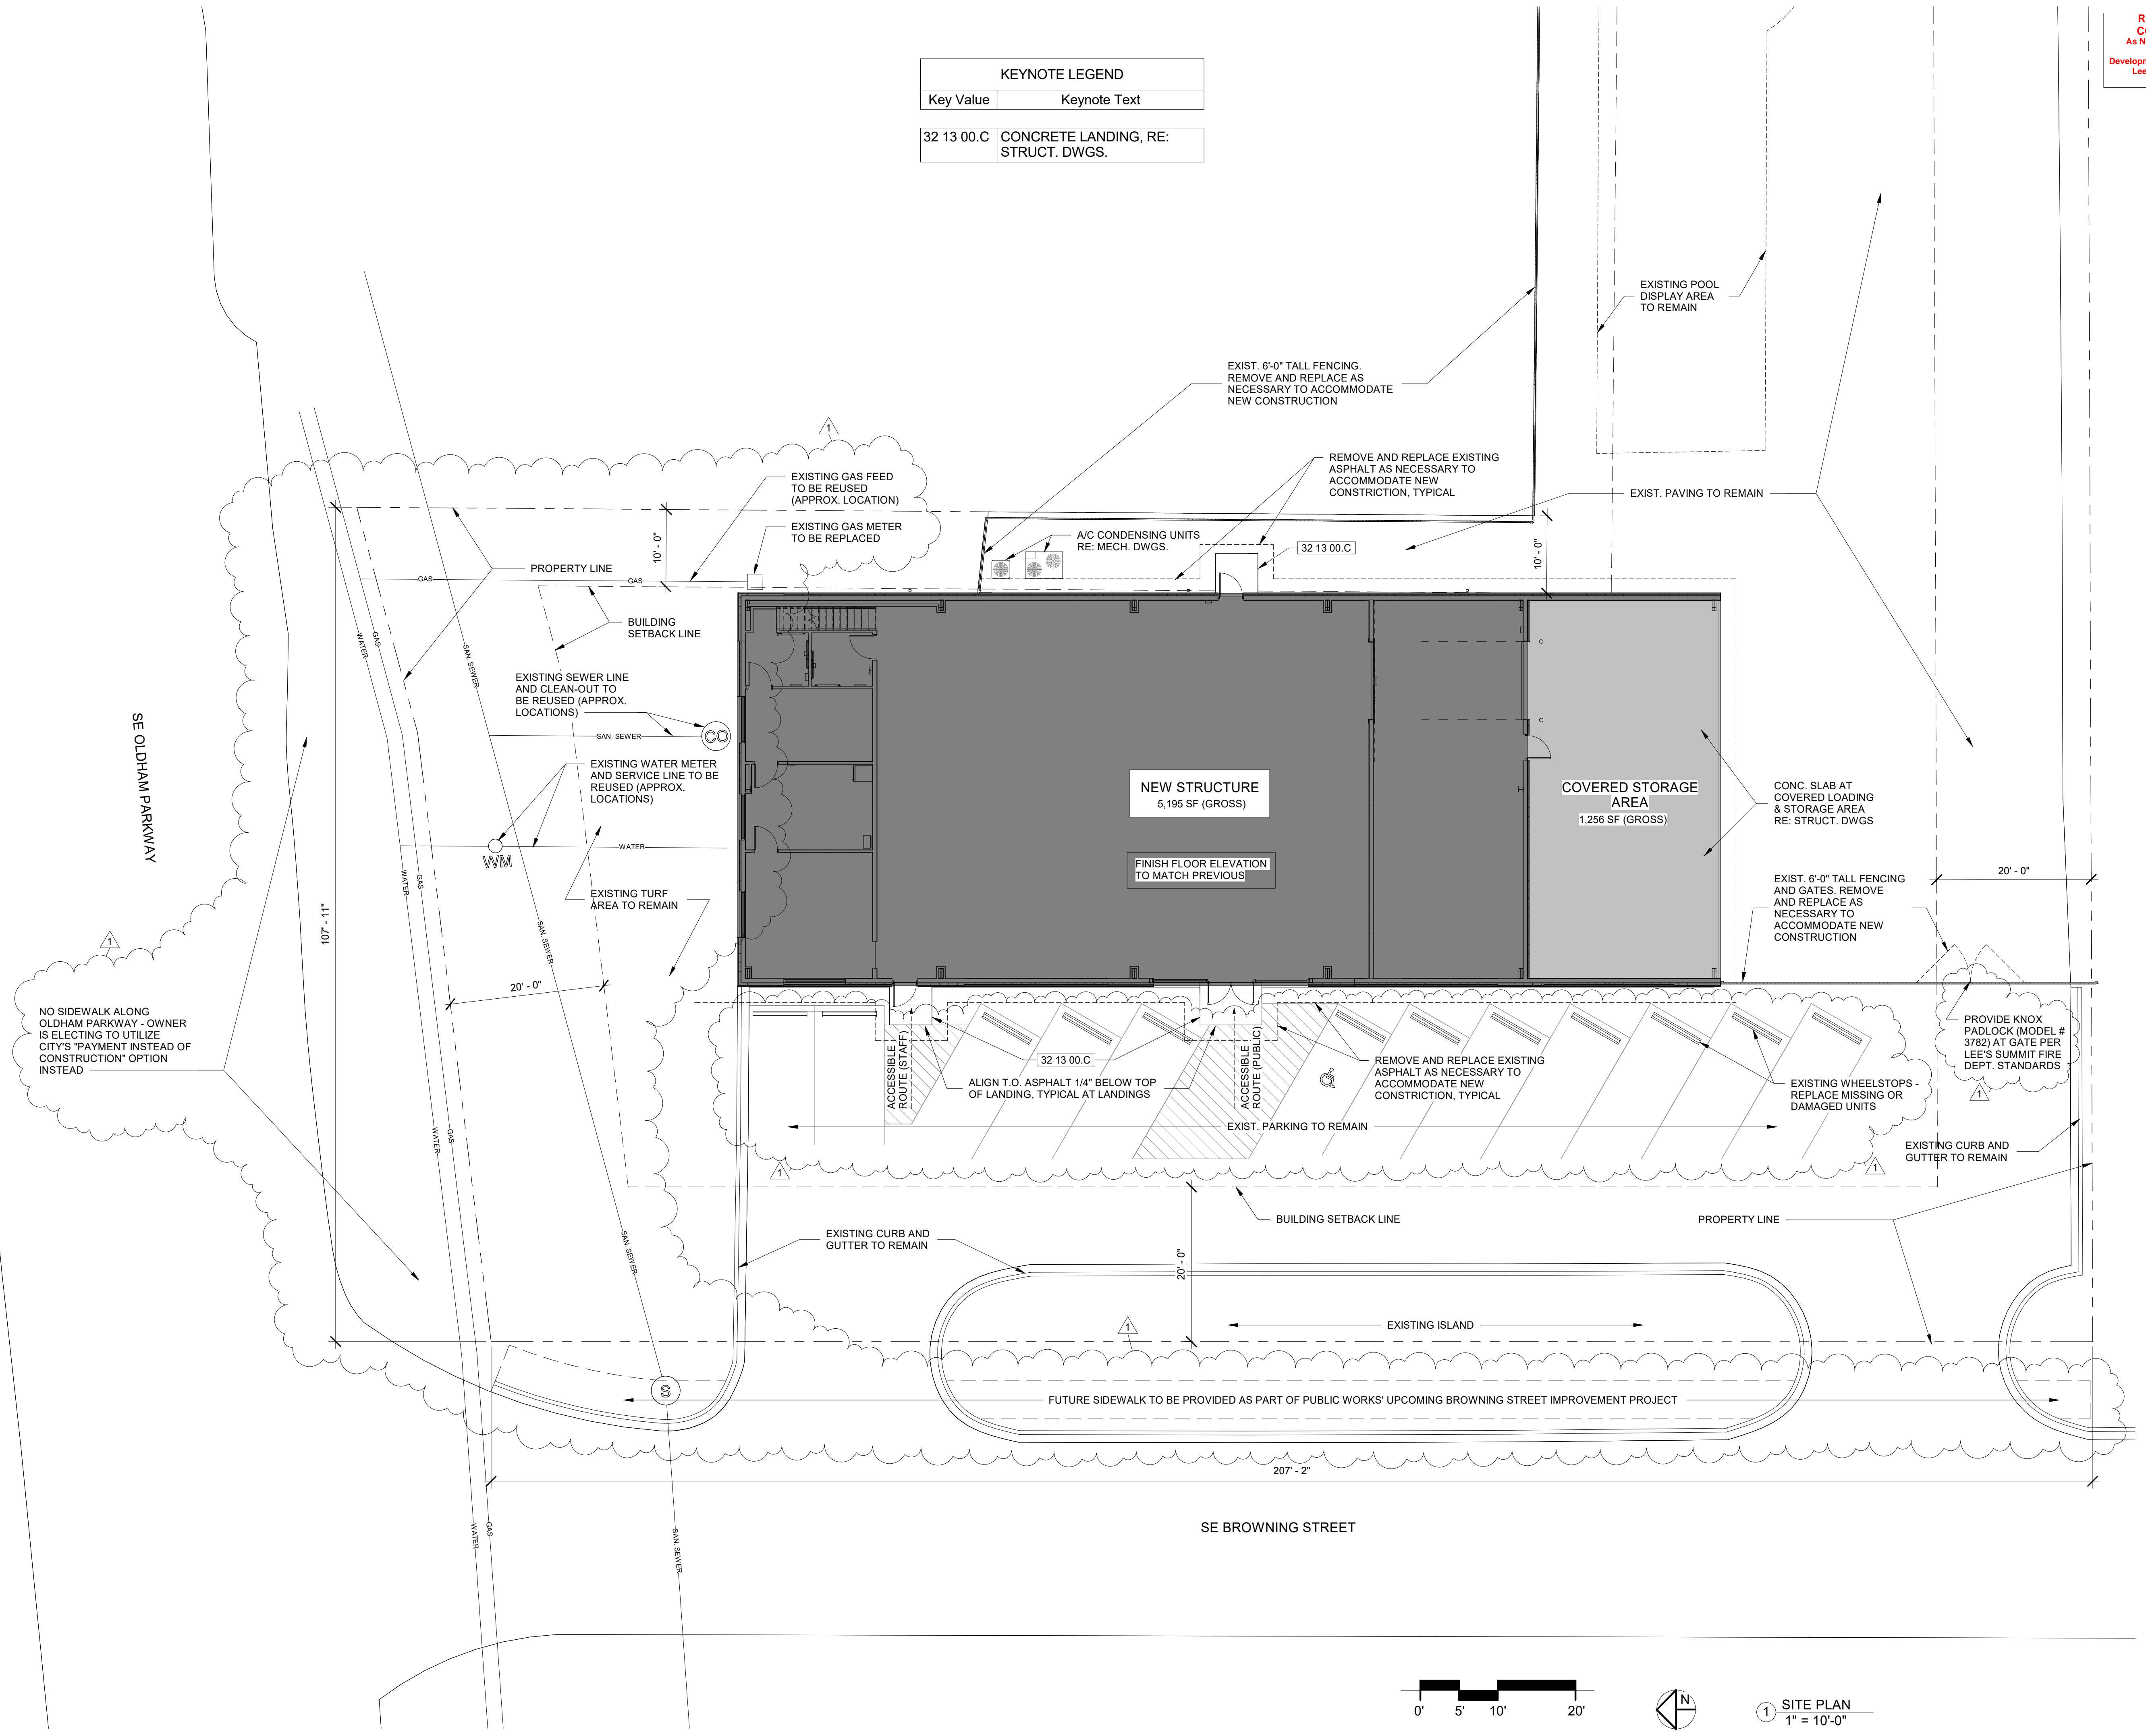 R
C
As N
Developm
Lee
KEYNOTE LEGEND
Key Value
Keynote Text
32 13 00.C
CONCRETE LANDING, RE:
STRUCT. DWGS.
EXISTING POOL
DISPLAY AREA
TO REMAIN
EXIST. 6'-0" TALL FENCING.
REMOVE AND REPLACE AS
NECESSARY TO ACCOMMODATE
NEW CONSTRUCTION
1
REMOVE AND REPLACE EXISTING
ASPHALT AS NECESSARY TO
ACCOMMODATE NEW
CONSTRICTION, TYPICAL
EXIST. PAVING TO REMAIN
EXISTING GAS FEED
TO BE REUSED
(APPROX. LOCATION)
EXISTING GAS METER
TO BE REPLACED
A/C CONDENSING UNITS
RE: MECH. DWGS.
32 13 00.C
10' - 0"
10' - 0"
PROPERTY LINE
GAS
GAS
BUILDING
SETBACK LINE
WATER
GAS
SAN. SEWER
EXISTING SEWER LINE
AND CLEAN-OUT TO
BE REUSED (APPROX.
LOCATIONS)
SAN. SEWER
CO
SE OLDHAM PARKWAY
EXISTING WATER METER
AND SERVICE LINE TO BE
REUSED (APPROX.
LOCATIONS)
WM
WATER
NEW STRUCTURE
5,195 SF (GROSS)
COVERED STORAGE
AREA
1,256 SF (GROSS)
CONC. SLAB AT
COVERED LOADING
& STORAGE AREA
RE: STRUCT. DWGS
FINISH FLOOR ELEVATION
TO MATCH PREVIOUS
WATER
GAS
EXISTING TURF
AREA TO REMAIN
SAN. SEWER
107' - 11"
20' - 0"
EXIST. 6'-0" TALL FENCING
AND GATES. REMOVE
AND REPLACE AS
NECESSARY TO
ACCOMMODATE NEW
CONSTRUCTION
20' - 0"
1
NO SIDEWALK ALONG
OLDHAM PARKWAY - OWNER
IS ELECTING TO UTILIZE
CITY'S "PAYMENT INSTEAD OF
CONSTRUCTION" OPTION
INSTEAD
PROVIDE KNOX
PADLOCK (MODEL #
3782) AT GATE PER
LEE'S SUMMIT FIRE
DEPT. STANDARDS
1
ACCESSIBLE
ROUTE (STAFF)
32 13 00.C
ALIGN T.O. ASPHALT 1/4" BELOW TOP
OF LANDING, TYPICAL AT LANDINGS
ACCESSIBLE
ROUTE (PUBLIC)
REMOVE AND REPLACE EXISTING
ASPHALT AS NECESSARY TO
ACCOMMODATE NEW
CONSTRICTION, TYPICAL
EXISTING WHEELSTOPS -
REPLACE MISSING OR
DAMAGED UNITS
EXIST. PARKING TO REMAIN
WATER
GAS
1
1
EXISTING CURB AND
GUTTER TO REMAIN
BUILDING SETBACK LINE
PROPERTY LINE
EXISTING CURB AND
GUTTER TO REMAIN
SAN. SEWER
20' - 0"
1
EXISTING ISLAND
S
FUTURE SIDEWALK TO BE PROVIDED AS PART OF PUBLIC WORKS' UPCOMING BROWNING STREET IMPROVEMENT PROJECT
207' - 2"
WATER
GAS
SAN. SEWER
SE BROWNING STREET
0'
5'
10'
20'
N
1
SITE PLAN
1" = 10'-0"